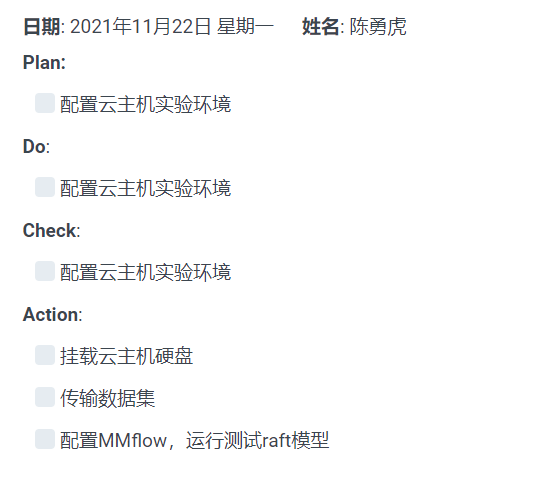 日期: 2021年11月22日 星期一 姓名: 陈勇虎
Plan:
配置云主机实验环境
Do:
配置云主机实验环境
Check:
配置云主机实验环境
Action:
挂载云主机硬盘
传输数据集
配置MMflow，运行测试raft模型